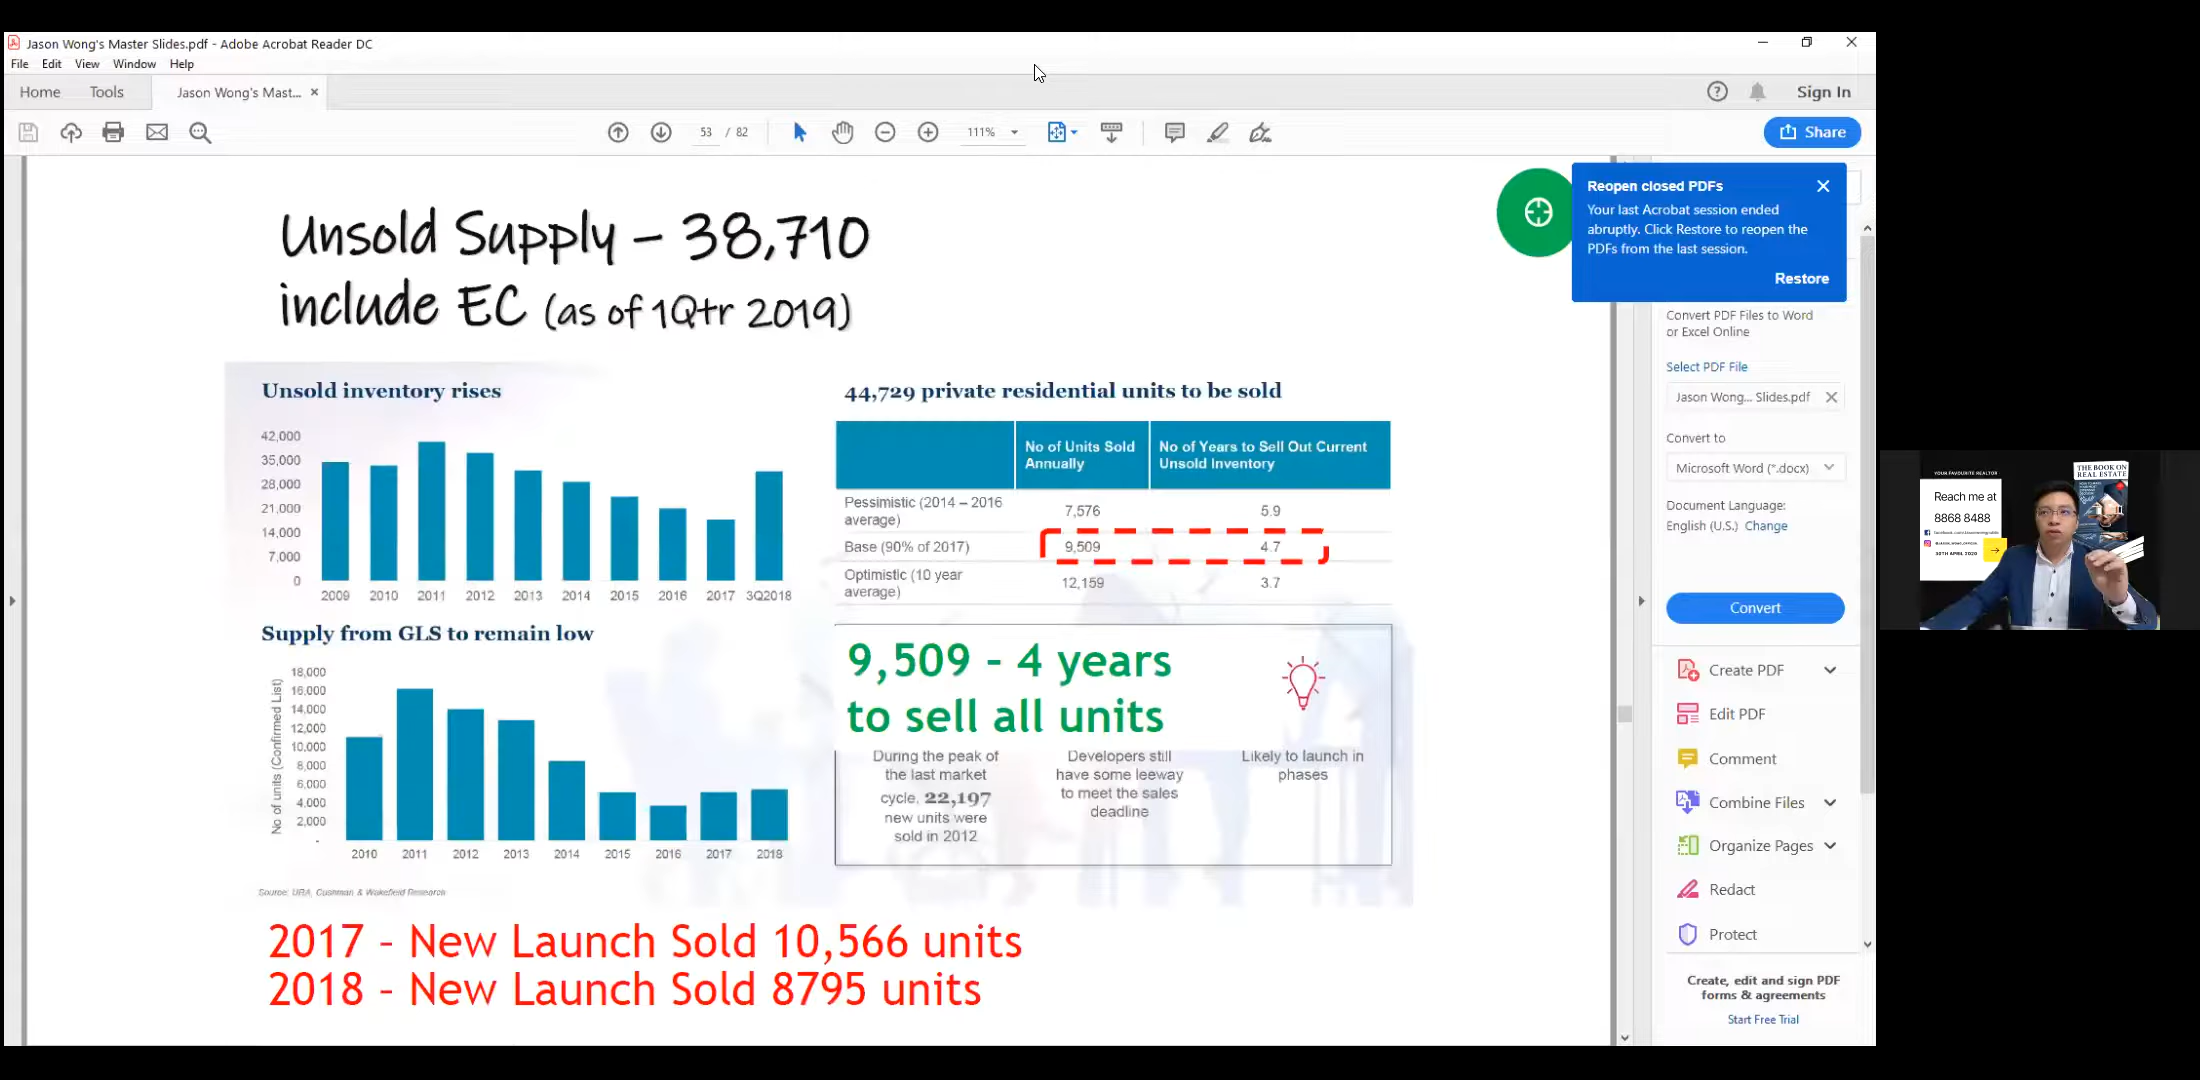 Jason Wong's Master Slides.pdf - Adobe Acrobat Reader DC
File Edit View Window Help
Home Tools Jason Wong's Mast... × Sign In
53 / 82 111% Share
Reopen closed PDFs
Your last Acrobat session ended
abruptly. Click Restore to reopen the
PDFs from the last session.
Restore
Unsold Supply – 38,710
include EC (as of 1Qtr 2019)
Unsold inventory rises
42,000
35,000
28,000
21,000
14,000
7,000
0
2009 2010 2011 2012 2013 2014 2015 2016 2017 3Q2018
Supply from GLS to remain low
No of units (Confirmed List)
18,000
16,000
14,000
12,000
10,000
8,000
6,000
4,000
2,000
-
2010 2011 2012 2013 2014 2015 2016 2017 2018
Source: URA, Cushman & Wakefield Research
44,729 private residential units to be sold
No of Units Sold
Annually
No of Years to Sell Out Current
Unsold Inventory
Pessimistic (2014 – 2016
average)
7,576 5.9
Base (90% of 2017) 9,509 4.7
Optimistic (10 year
average)
12,159 3.7
9,509 - 4 years
to sell all units
During the peak of
the last market
cycle, 22,197
new units were
sold in 2012
Developers still
have some leeway
to meet the sales
deadline
Likely to launch in
phases
2017 - New Launch Sold 10,566 units
2018 - New Launch Sold 8795 units
Convert PDF Files to Word
or Excel Online
Select PDF File
Jason Wong... Slides.pdf
Convert to
Microsoft Word (*.docx)
Document Language:
English (U.S.) Change
Convert
Create PDF
Edit PDF
Comment
Combine Files
Organize Pages
Redact
Protect
Create, edit and sign PDF
forms & agreements
Start Free Trial
YOUR FAVOURITE REALTOR
Reach me at
8868 8488
30TH APRIL 2020
THE BOOK ON
REAL ESTATE